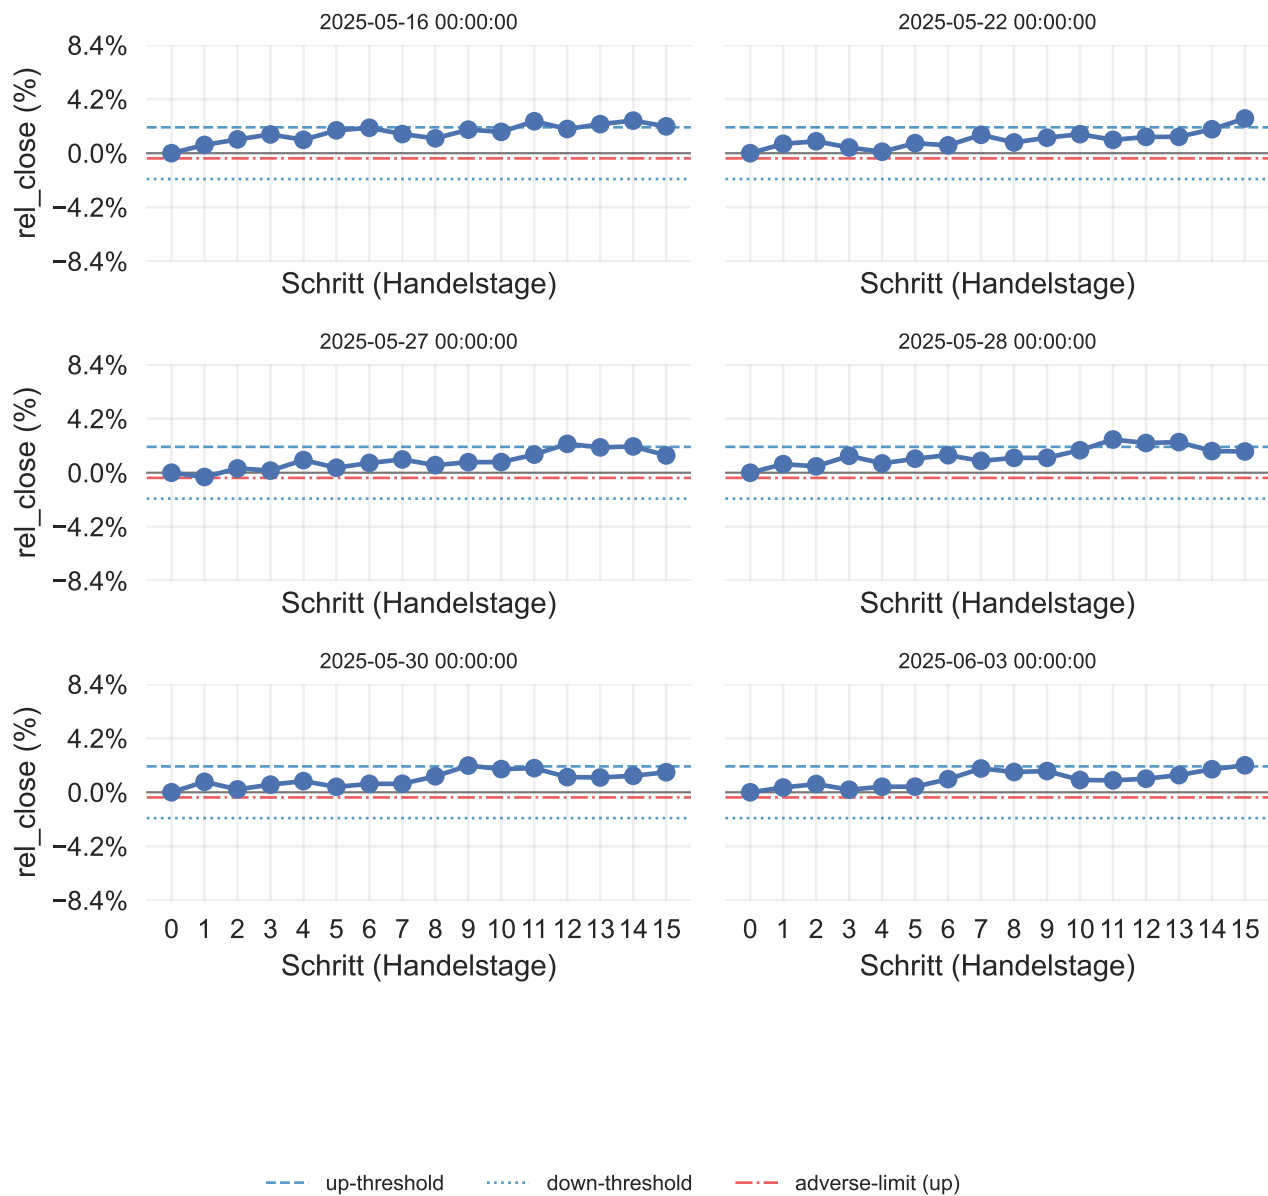 2025-05-16 00:00:00
8.4%
4.2%
0.0%
−4.2%
−8.4%
rel_close (%)
Schritt (Handelstage)
2025-05-22 00:00:00
Schritt (Handelstage)
2025-05-27 00:00:00
8.4%
4.2%
0.0%
−4.2%
−8.4%
rel_close (%)
Schritt (Handelstage)
2025-05-28 00:00:00
Schritt (Handelstage)
2025-05-30 00:00:00
8.4%
4.2%
0.0%
−4.2%
−8.4%
rel_close (%)
0 1 2 3 4 5 6 7 8 9 10 11 12 13 14 15
Schritt (Handelstage)
2025-06-03 00:00:00
0 1 2 3 4 5 6 7 8 9 10 11 12 13 14 15
Schritt (Handelstage)
up-threshold down-threshold adverse-limit (up)